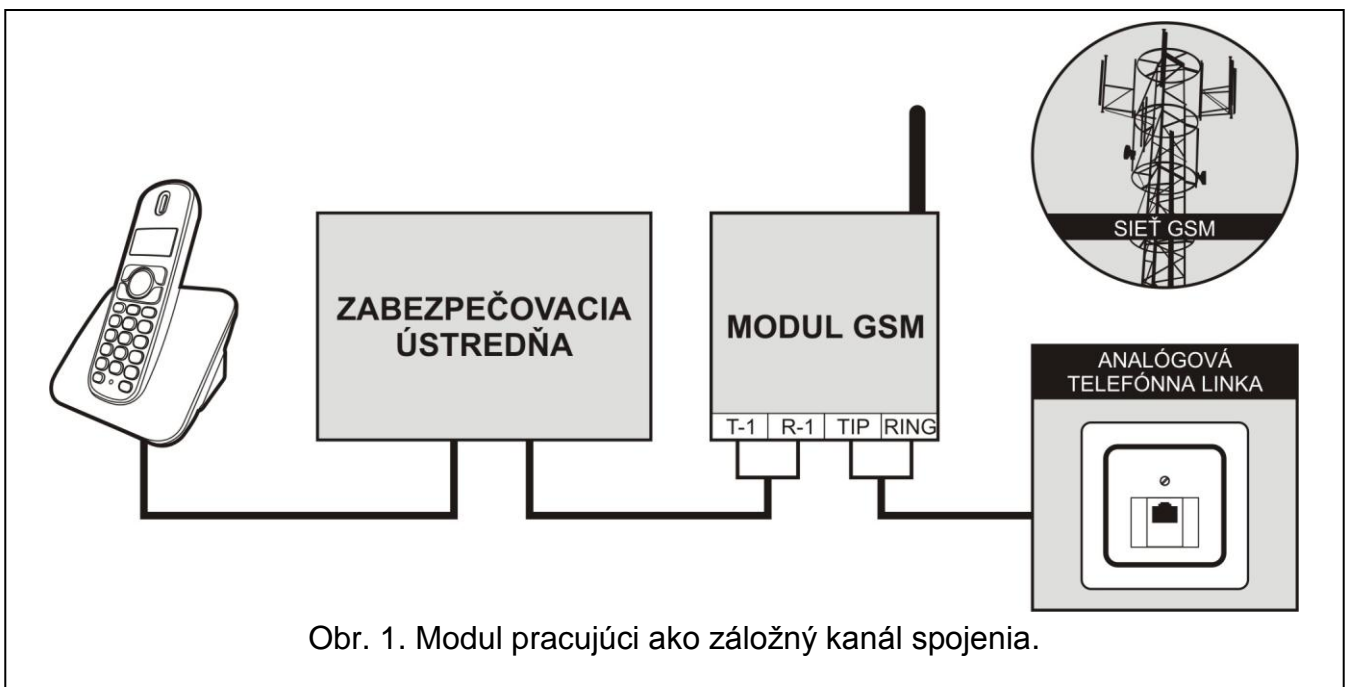 ZABEZPEČOVACIA
ÚSTREDŇA
MODUL GSM
T-1 R-1 TIP RING
SIEŤ GSM
ANALÓGOVÁ
TELEFÓNNA LINKA
Obr. 1. Modul pracujúci ako záložný kanál spojenia.